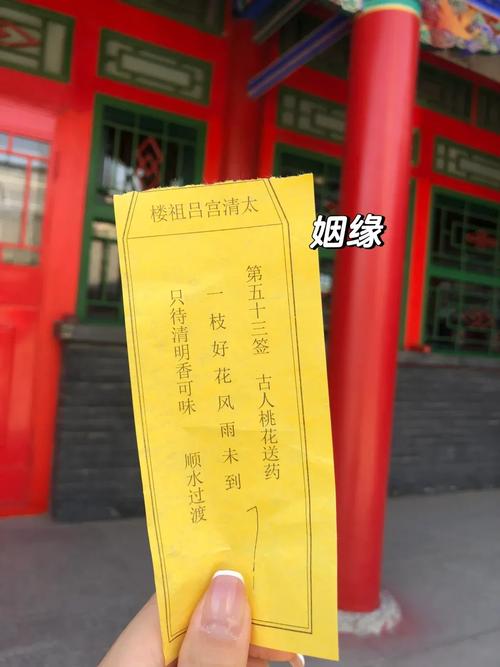 太清宫吕祖楼
姻缘
第五十三签 古人桃花送药
一枝好花风雨未到
只待清明香可味 顺水过渡